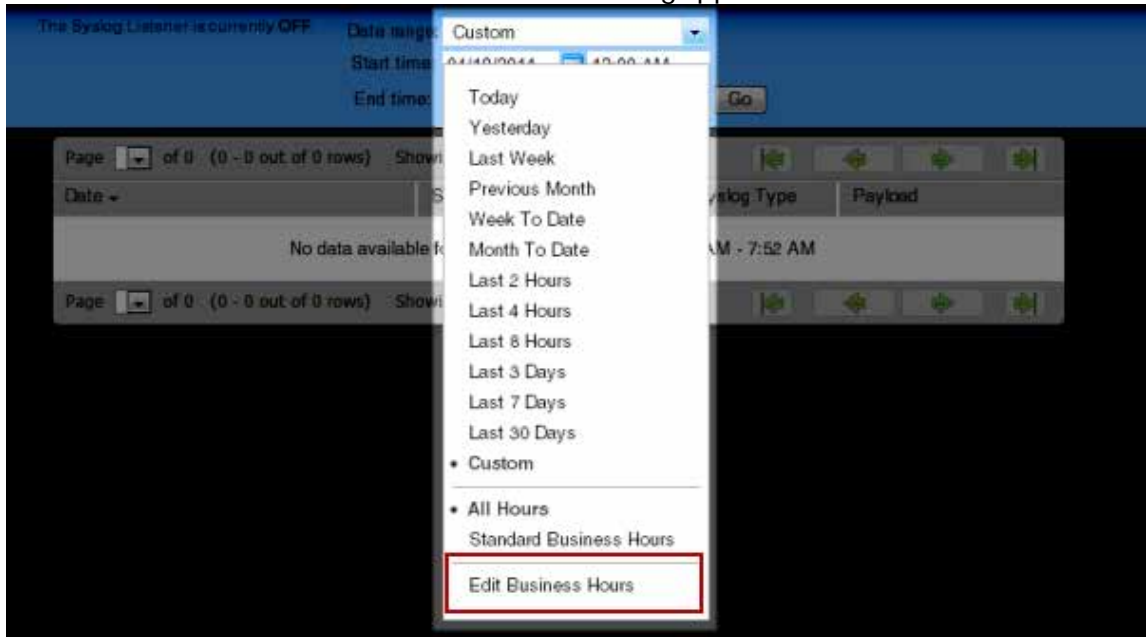 The Syslog Listener is currently OFF. Date range: Custom
Start time: 12:00 AM
End time: Go
Today
Yesterday
Last Week
Previous Month
Week To Date
Month To Date
Last 2 Hours
Last 4 Hours
Last 8 Hours
Last 3 Days
Last 7 Days
Last 30 Days
• Custom
• All Hours
Standard Business Hours
Edit Business Hours
Page of 0 (0 - 0 out of 0 rows)
Date Type Payload
No data available AM - 7:52 AM
Page of 0 (0 - 0 out of 0 rows)